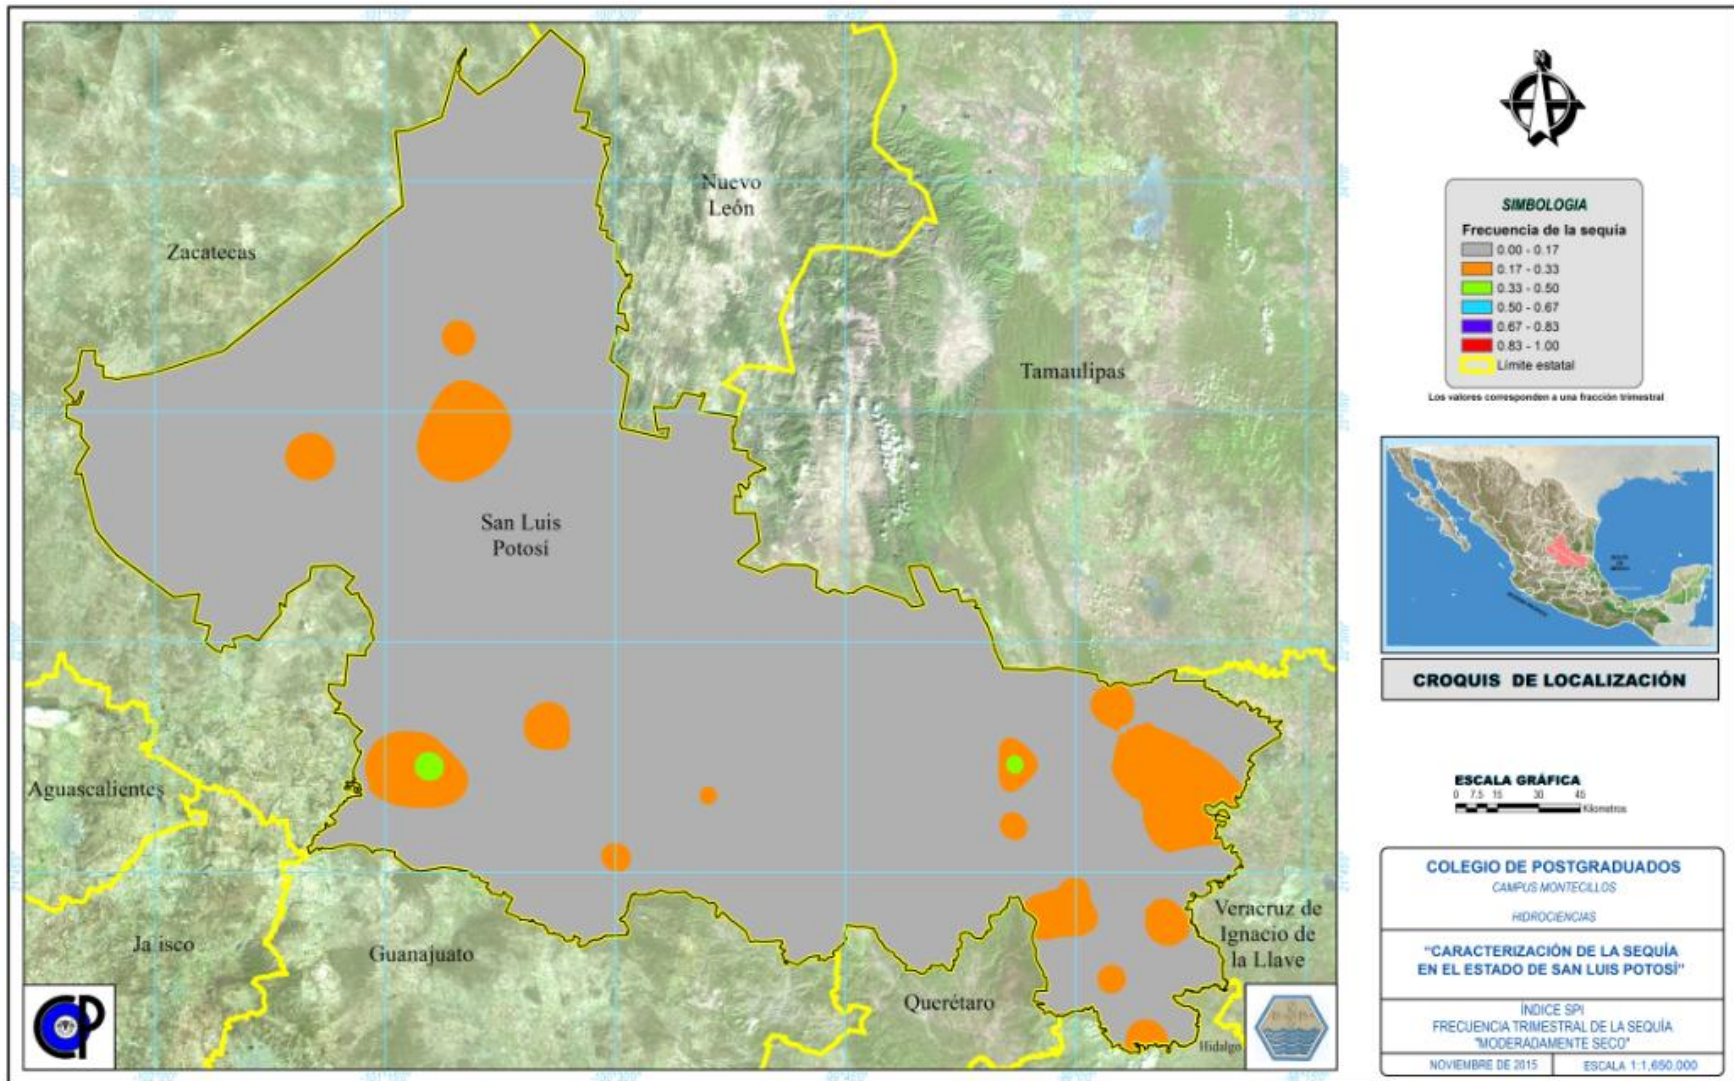 Nuevo
León
Zacatecas
Tamaulipas
San Luis
Potosí
Aguascalientes
Jalisco
Guanajuato
Querétaro
Veracruz de
Ignacio de
la Llave
Hidalgo
CP
N
SIMBOLOGIA
Frecuencia de la sequía
0.00 - 0.17
0.17 - 0.33
0.33 - 0.50
0.50 - 0.67
0.67 - 0.83
0.83 - 1.00
Límite estatal
Los valores corresponden a una fracción trimestral
CROQUIS DE LOCALIZACIÓN
ESCALA GRÁFICA
0 7.5 15 30 45
Kilometros
COLEGIO DE POSTGRADUADOS
CAMPUS MONTECILLOS
HIDROCIENCIAS
"CARACTERIZACIÓN DE LA SEQUÍA
EN EL ESTADO DE SAN LUIS POTOSÍ"
ÍNDICE SPI
FRECUENCIA TRIMESTRAL DE LA SEQUÍA
"MODERADAMENTE SECO"
NOVIEMBRE DE 2015
ESCALA 1:1,650,000